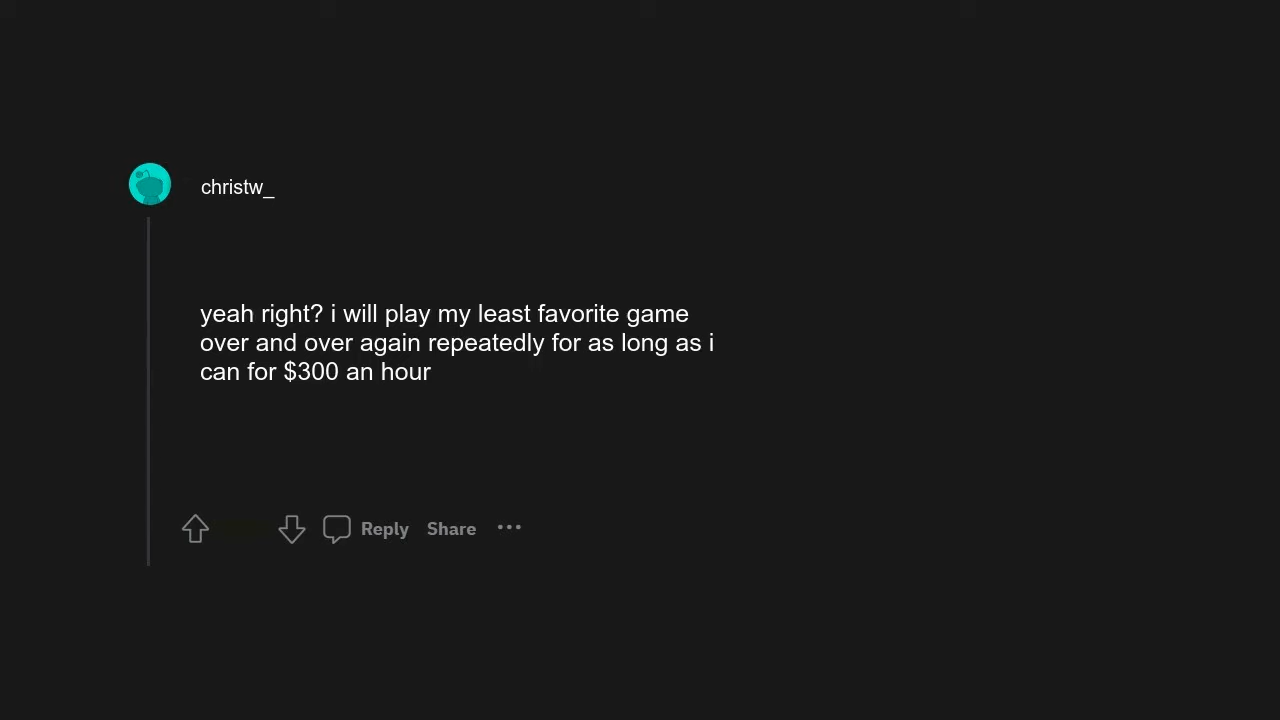 christw_
yeah right? i will play my least favorite game
over and over again repeatedly for as long as i
can for $300 an hour
Reply Share